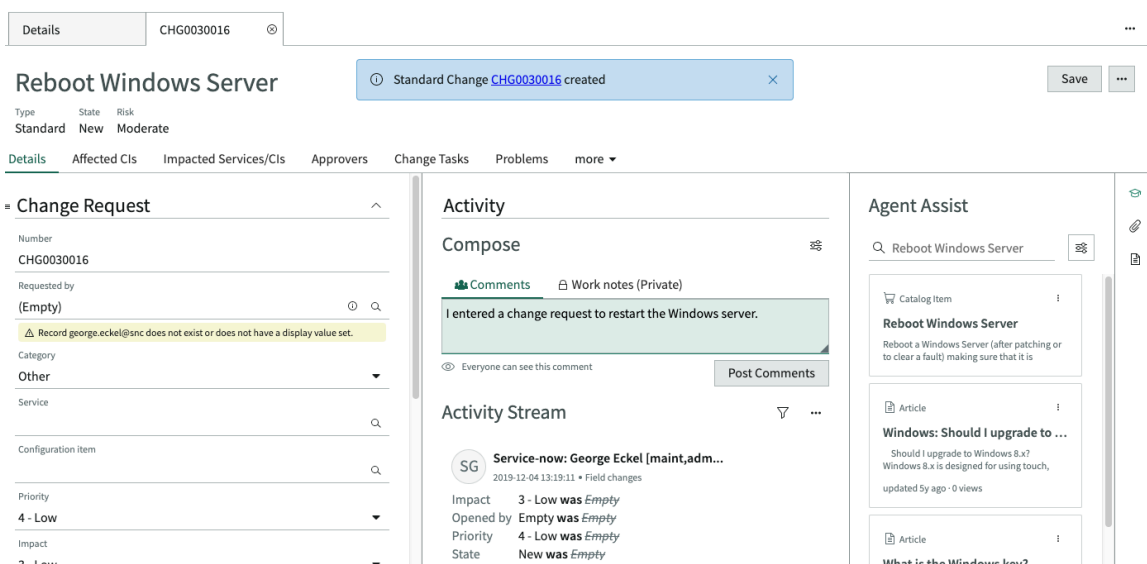 Details
CHG0030016
Reboot Windows Server
Standard Change CHG0030016 created
Save
Type State Risk
Standard New Moderate
Details Affected CIs Impacted Services/CIs Approvers Change Tasks Problems more
Change Request
Number
CHG0030016
Requested by
(Empty)
Record george.eckel@snc does not exist or does not have a display value set.
Category
Other
Service
Configuration item
Priority
4 - Low
Impact
3 - Low
Activity
Compose
Comments Work notes (Private)
I entered a change request to restart the Windows server.
Everyone can see this comment
Post Comments
Activity Stream
SG
Service-now: George Eckel [maint,adm...
2019-12-04 13:19:11 • Field changes
Impact 3 - Low was Empty
Opened by Empty was Empty
Priority 4 - Low was Empty
State New was Empty
Agent Assist
Reboot Windows Server
Catalog Item
Reboot Windows Server
Reboot a Windows Server (after patching or
to clear a fault) making sure that it is
Article
Windows: Should I upgrade to ...
Should I upgrade to Windows 8.x?
Windows 8.x is designed for using touch,
updated 5y ago · 0 views
Article
What is the Windows key?